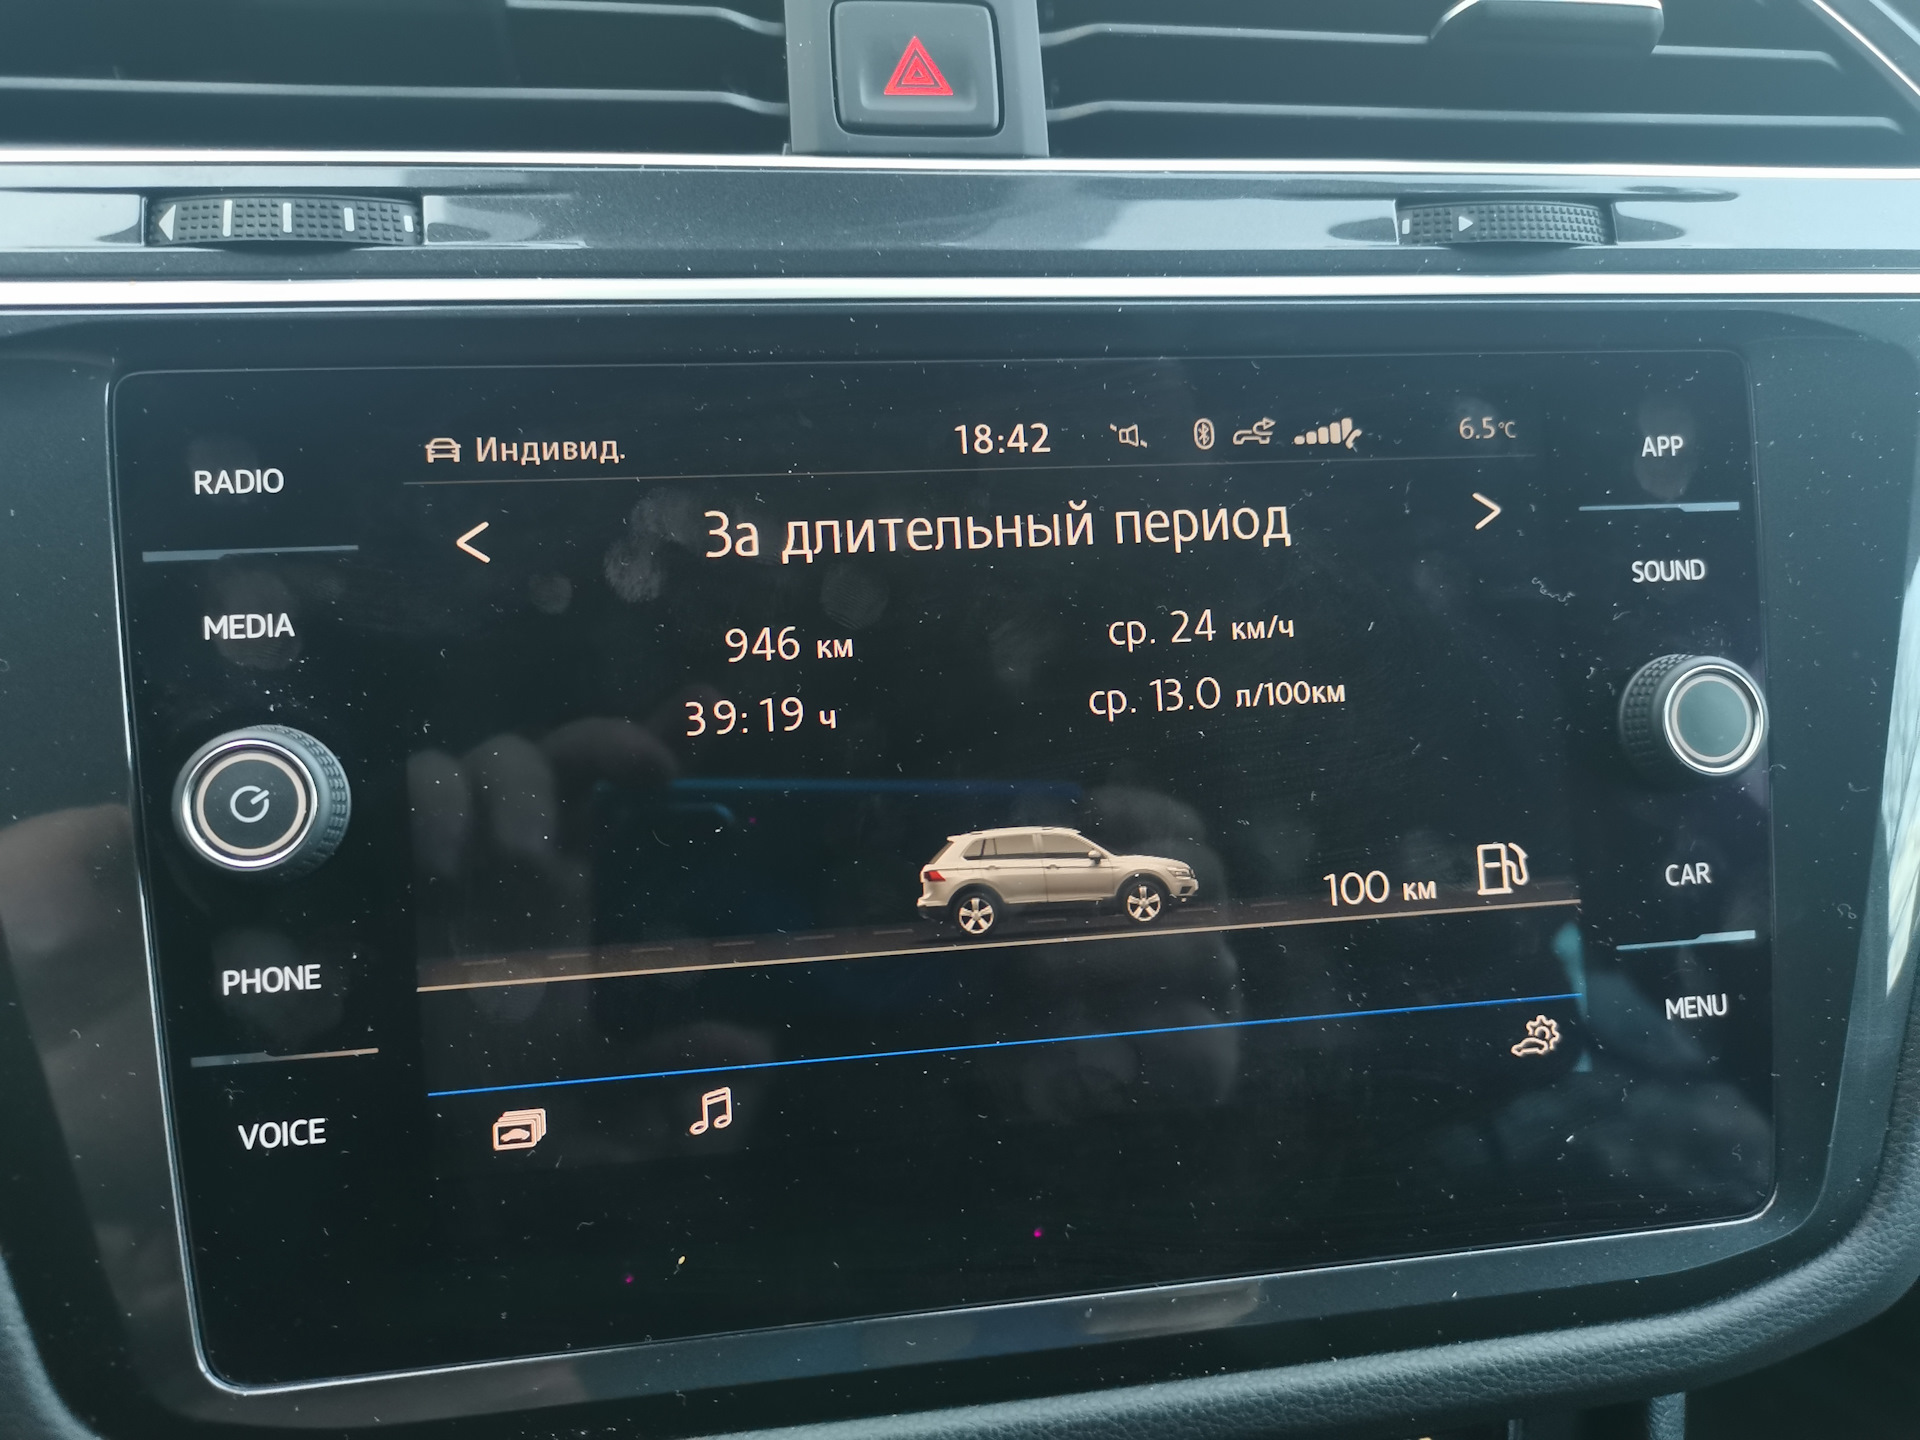 Индивид.
18:42
6.5°C
RADIO
APP
За длительный период
< >
MEDIA
SOUND
946 км
ср. 24 км/ч
39:19 ч
ср. 13.0 л/100км
100 км
CAR
PHONE
MENU
VOICE